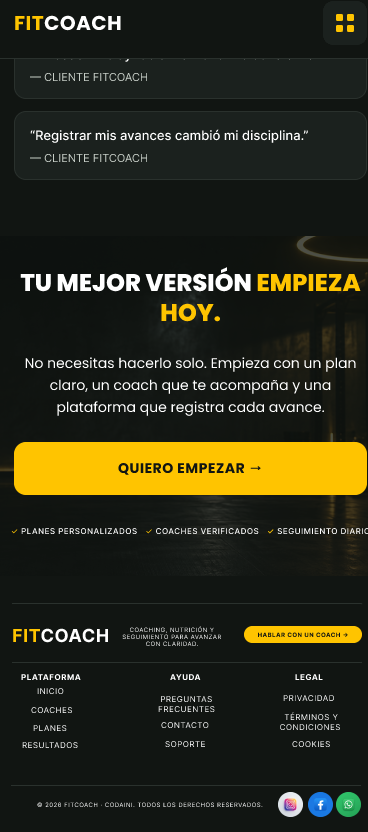 FITCOACH
— CLIENTE FITCOACH
“Registrar mis avances cambió mi disciplina.”
— CLIENTE FITCOACH
TU MEJOR VERSIÓN EMPIEZA
HOY.
No necesitas hacerlo solo. Empieza con un plan
claro, un coach que te acompaña y una
plataforma que registra cada avance.
QUIERO EMPEZAR →
✓ PLANES PERSONALIZADOS ✓ COACHES VERIFICADOS ✓ SEGUIMIENTO DIARIO
FITCOACH
COACHING, NUTRICIÓN Y
SEGUIMIENTO PARA AVANZAR
CON CLARIDAD.
HABLAR CON UN COACH →
PLATAFORMA
INICIO
COACHES
PLANES
RESULTADOS
AYUDA
PREGUNTAS
FRECUENTES
CONTACTO
SOPORTE
LEGAL
PRIVACIDAD
TÉRMINOS Y
CONDICIONES
COOKIES
© 2026 FITCOACH · CODAINI. TODOS LOS DERECHOS RESERVADOS.